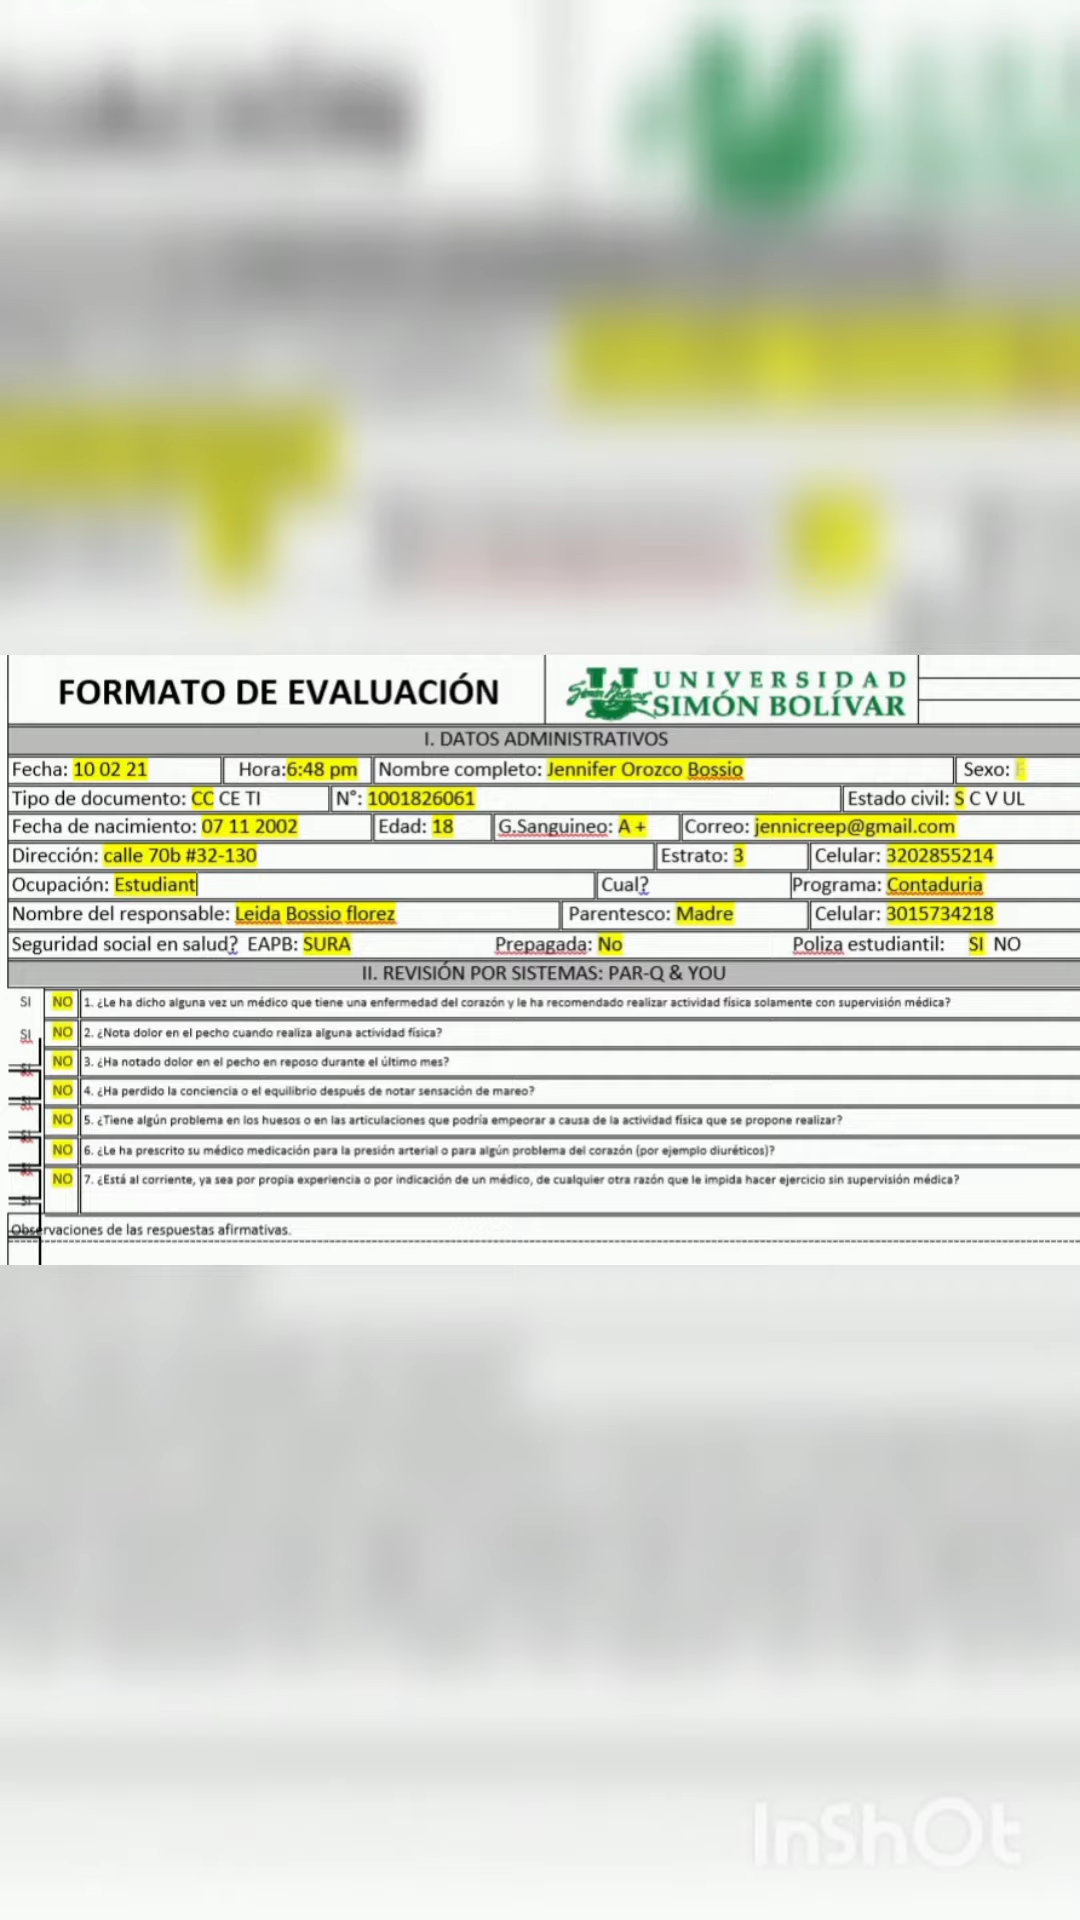 FORMATO DE EVALUACIÓN
UNIVERSIDAD
SIMÓN BOLÍVAR
I. DATOS ADMINISTRATIVOS
Fecha: 10 02 21 Hora:6:48 pm Nombre completo: Jennifer Orozco Bossio Sexo: F
Tipo de documento: CC CE TI N°: 1001826061 Estado civil: S C V UL
Fecha de nacimiento: 07 11 2002 Edad: 18 G.Sanguineo: A + Correo: jennicreep@gmail.com
Dirección: calle 70b #32-130 Estrato: 3 Celular: 3202855214
Ocupación: Estudiant Cual? Programa: Contaduria
Nombre del responsable: Leida Bossio florez Parentesco: Madre Celular: 3015734218
Seguridad social en salud? EAPB: SURA Prepagada: No Poliza estudiantil: SI NO
II. REVISIÓN POR SISTEMAS: PAR-Q & YOU
SI NO 1. ¿Le ha dicho alguna vez un médico que tiene una enfermedad del corazón y le ha recomendado realizar actividad física solamente con supervisión médica?
SI NO 2. ¿Nota dolor en el pecho cuando realiza alguna actividad física?
NO 3. ¿Ha notado dolor en el pecho en reposo durante el último mes?
NO 4. ¿Ha perdido la conciencia o el equilibrio después de notar sensación de mareo?
NO 5. ¿Tiene algún problema en los huesos o en las articulaciones que podría empeorar a causa de la actividad física que se propone realizar?
NO 6. ¿Le ha prescrito su médico medicación para la presión arterial o para algún problema del corazón (por ejemplo diuréticos)?
NO 7. ¿Está al corriente, ya sea por propia experiencia o por indicación de un médico, de cualquier otra razón que le impida hacer ejercicio sin supervisión médica?
Observaciones de las respuestas afirmativas.
InShOt